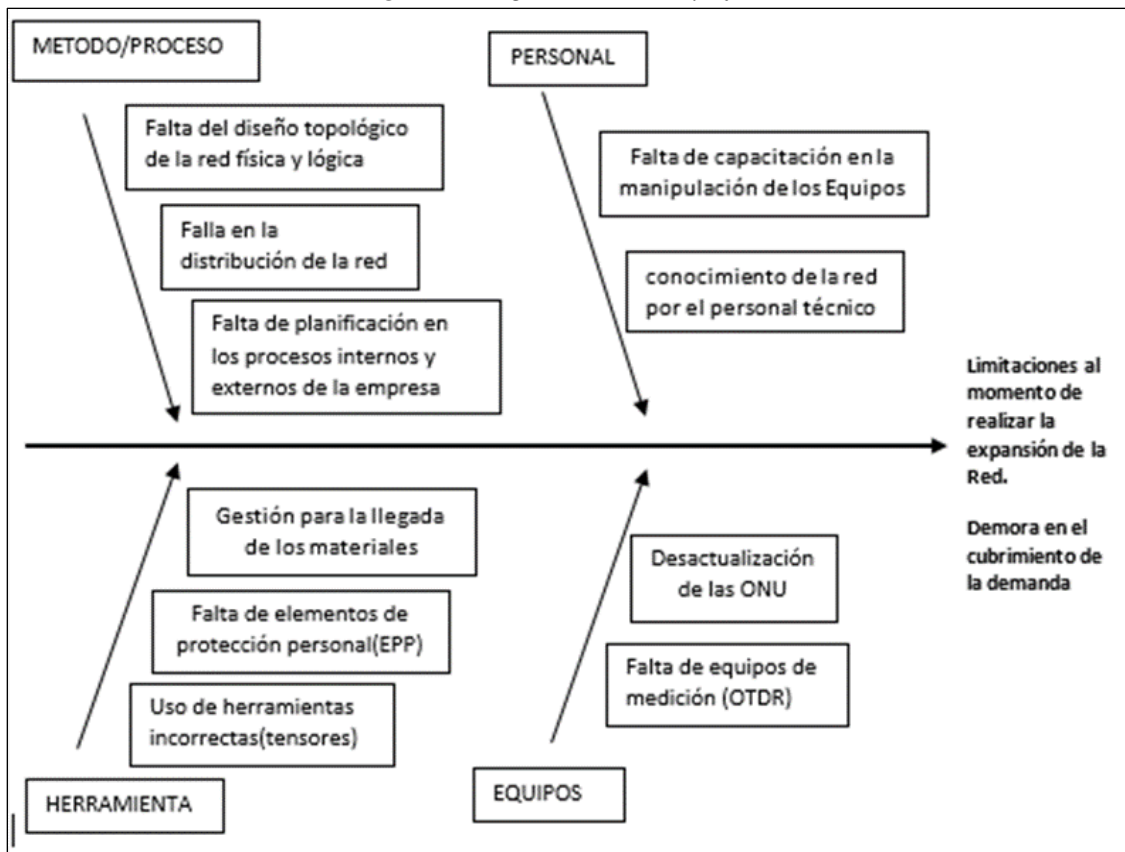 METODO/PROCESO
PERSONAL
Falta del diseño topológico
de la red física y lógica
Falla en la
distribución de la red
Falta de planificación en
los procesos internos y
externos de la empresa
Falta de capacitación en la
manipulación de los Equipos
conocimiento de la red
por el personal técnico
Limitaciones al
momento de
realizar la
expansión de la
Red.
Demora en el
cubrimiento de
la demanda
Gestión para la llegada
de los materiales
Falta de elementos de
protección personal(EPP)
Uso de herramientas
incorrectas(tensores)
Desactualización
de las ONU
Falta de equipos de
medición (OTDR)
HERRAMIENTA
EQUIPOS